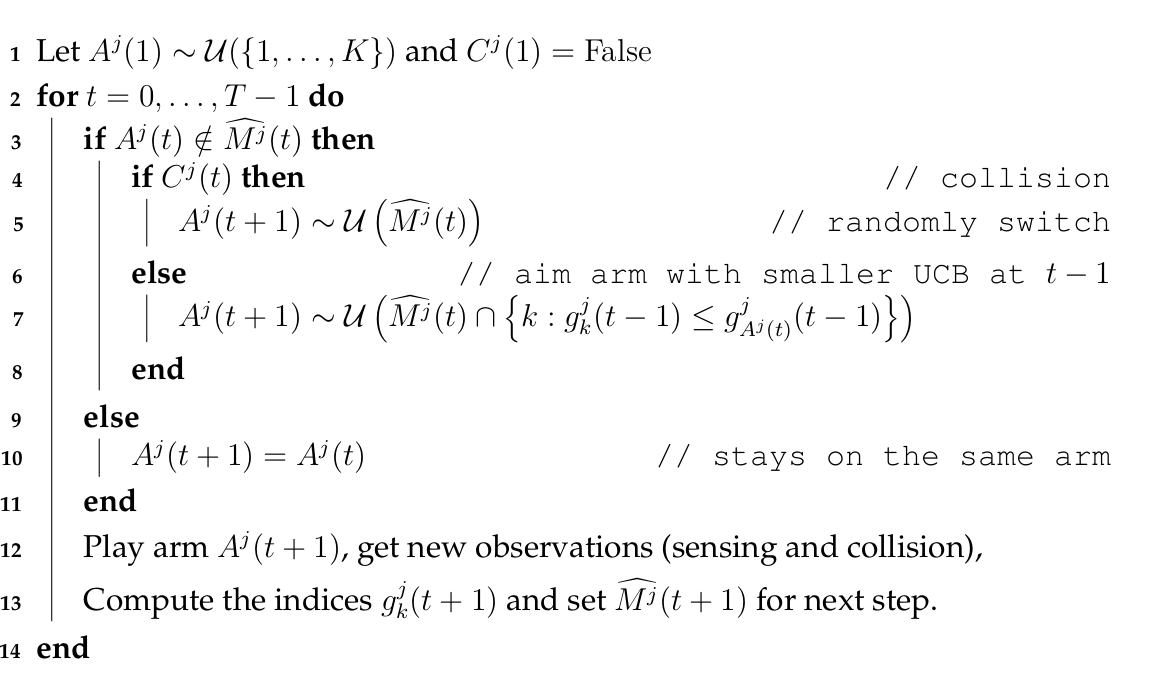 1 Let $A^j(1) \sim \mathcal{U}(\{1, \ldots, K\})$ and $C^j(1) = \text{False}$
2 for $t = 0, \ldots, T - 1$ do
3 if $A^j(t) \notin \widehat{M^j}(t)$ then
4 if $C^j(t)$ then // collision
5 $A^j(t+1) \sim \mathcal{U}\left(\widehat{M^j}(t)\right)$ // randomly switch
6 else // aim arm with smaller UCB at $t - 1$
7 $A^j(t+1) \sim \mathcal{U}\left(\widehat{M^j}(t) \cap \left\{k : g_k^j(t-1) \leq g_{A^j(t)}^j(t-1)\right\}\right)$
8 end
9 else
10 $A^j(t+1) = A^j(t)$ // stays on the same arm
11 end
12 Play arm $A^j(t+1)$, get new observations (sensing and collision),
13 Compute the indices $g_k^j(t+1)$ and set $\widehat{M^j}(t+1)$ for next step.
14 end